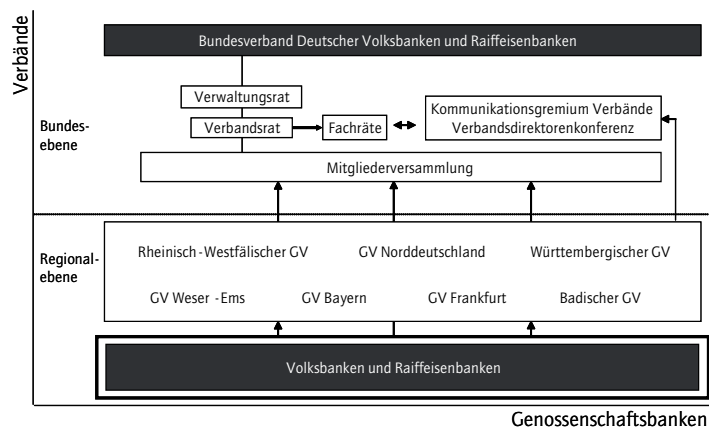 Verbände
Bundesverband Deutscher Volksbanken und Raiffeisenbanken
Verwaltungsrat
Bundes-
ebene
Verbandsrat
Fachräte
Kommunikationsgremium Verbände
Verbandsdirektorenkonferenz
Mitgliederversammlung
Regional-
ebene
Rheinisch-Westfälischer GV GV Norddeutschland Württembergischer GV
GV Weser-Ems GV Bayern GV Frankfurt Badischer GV
Volksbanken und Raiffeisenbanken
Genossenschaftsbanken